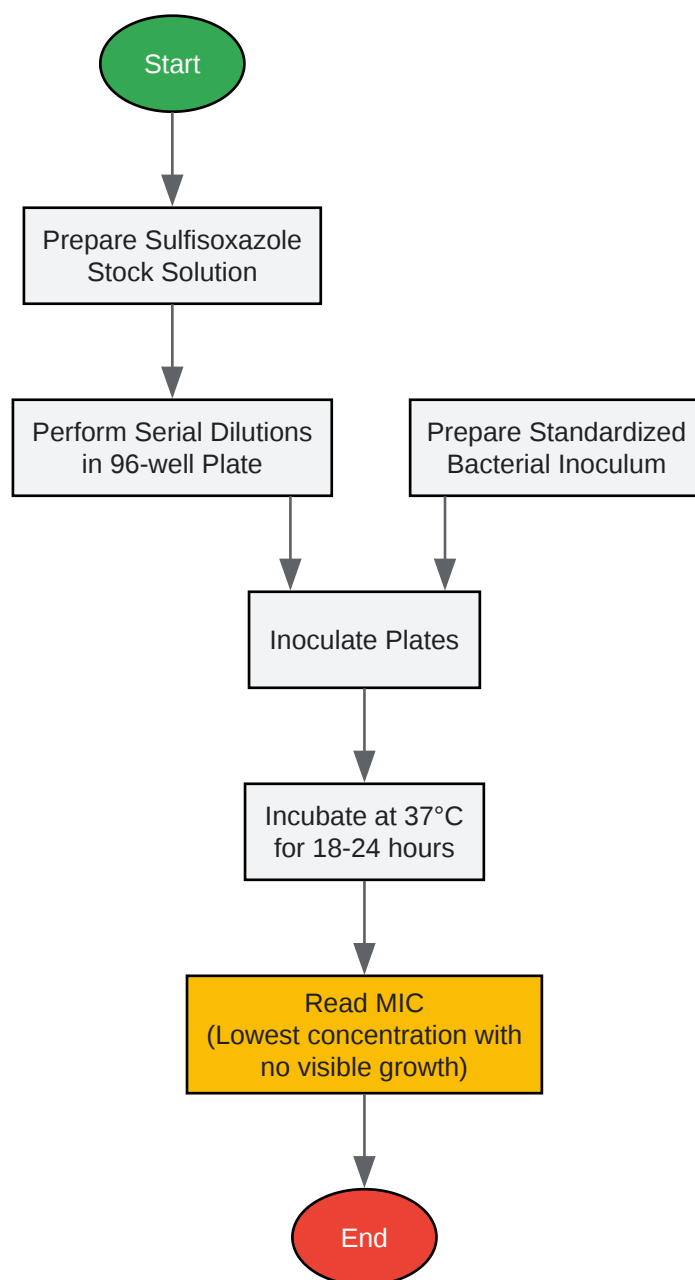 Start
Prepare Sulfisoxazole
Stock Solution
Perform Serial Dilutions
in 96-well Plate
Prepare Standardized
Bacterial Inoculum
Inoculate Plates
Incubate at 37°C
for 18-24 hours
Read MIC
(Lowest concentration with
no visible growth)
End